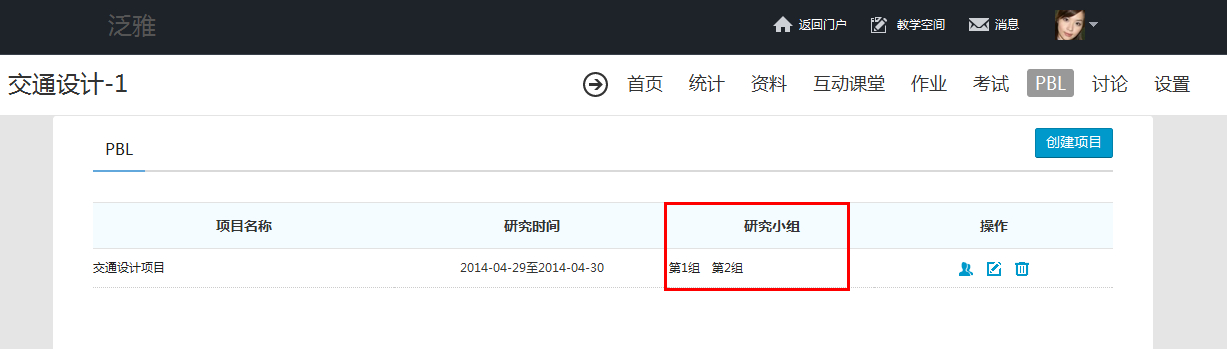 泛雅 返回门户 教学空间 消息
交通设计-1 首页 统计 资料 互动课堂 作业 考试 PBL 讨论 设置
PBL 创建项目
项目名称 研究时间 研究小组 操作
交通设计项目 2014-04-29至2014-04-30 第1组 第2组